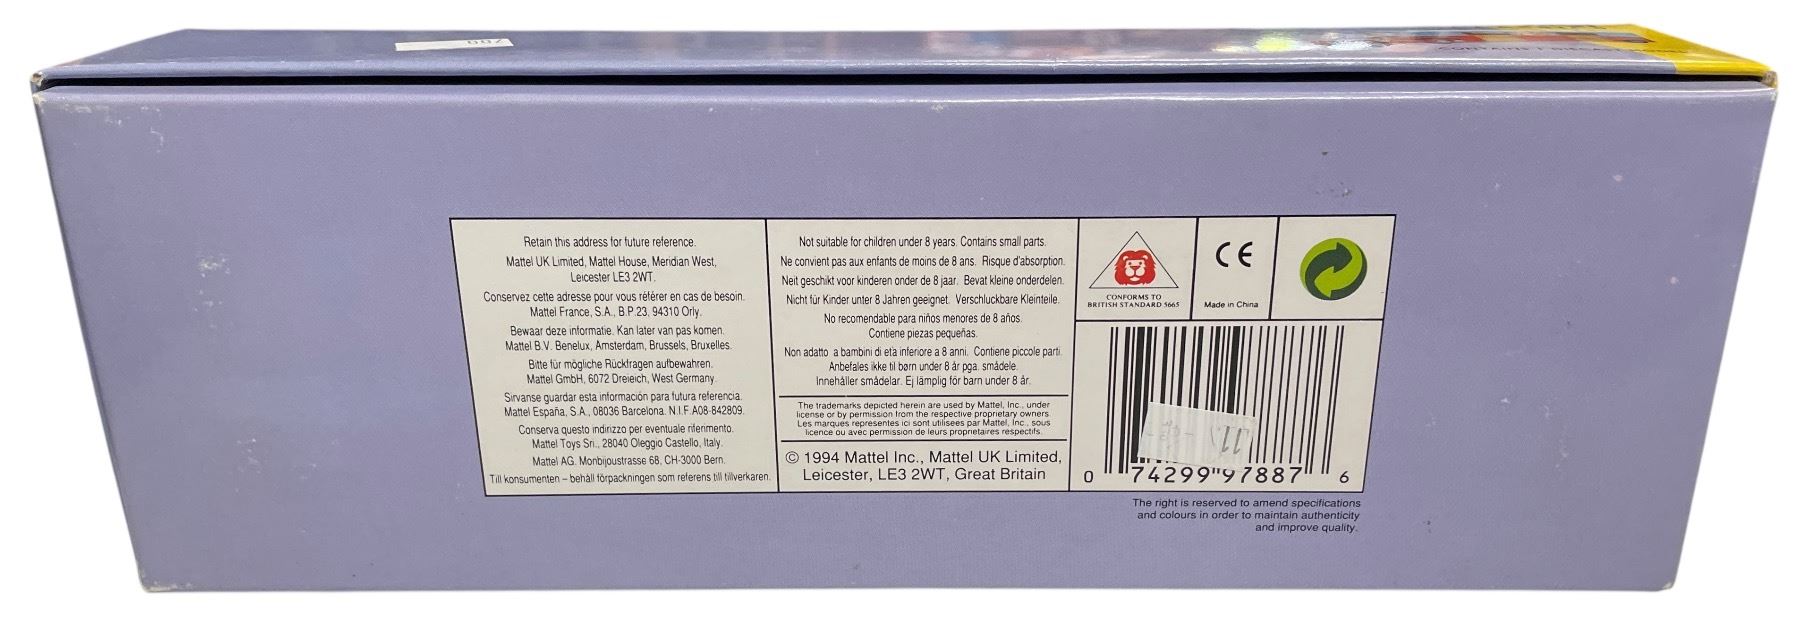 Retain this address for future reference.
Mattel UK Limited, Mattel House, Meridian West,
Leicester LE3 2WT.
Conservez cette adresse pour vous référer en cas de besoin.
Mattel France, S.A., B.P.23, 94310 Orly.
Bewaar deze informatie. Kan later van pas komen.
Mattel B.V. Benelux, Amsterdam, Brussels, Bruxelles.
Bitte für mögliche Rückfragen aufbewahren.
Mattel GmbH, 6072 Dreieich, West Germany.
Sirvanse guardar esta información para futura referencia.
Mattel España, S.A., 08036 Barcelona. N.I.F. A08-842809.
Conserva questo indirizzo per eventuale riferimento.
Mattel Toys Srl., 28040 Oleggio Castello, Italy.
Mattel AG. Monbijoustrasse 68, CH-3000 Bern.
Till konsumenten – behåll förpackningen som referens till tillverkaren.
Not suitable for children under 8 years. Contains small parts.
Ne convient pas aux enfants de moins de 8 ans. Risque d'absorption.
Neit geschikt voor kinderen onder de 8 jaar. Bevat kleine onderdelen.
Nicht für Kinder unter 8 Jahren geeignet. Verschluckbare Kleinteile.
No recomendable para niños menores de 8 años.
Contiene piezas pequeñas.
Non adatto a bambini di età inferiore a 8 anni. Contiene piccole parti.
Anbefales ikke til børn under 8 år pga. smådele.
Innehåller smådelar. Ej lämplig för barn under 8 år.
The trademarks depicted herein are used by Mattel, Inc., under
license or by permission from the respective proprietary owners.
Les marques representes ici sont utilisees par Mattel, Inc., sous
licence ou avec permission de leurs proprietaires respectifs.
© 1994 Mattel Inc., Mattel UK Limited,
Leicester, LE3 2WT, Great Britain
CONFORMS TO
BRITISH STANDARD 5665
CE
Made in China
0 74299 97887 6
The right is reserved to amend specifications
and colours in order to maintain authenticity
and improve quality.